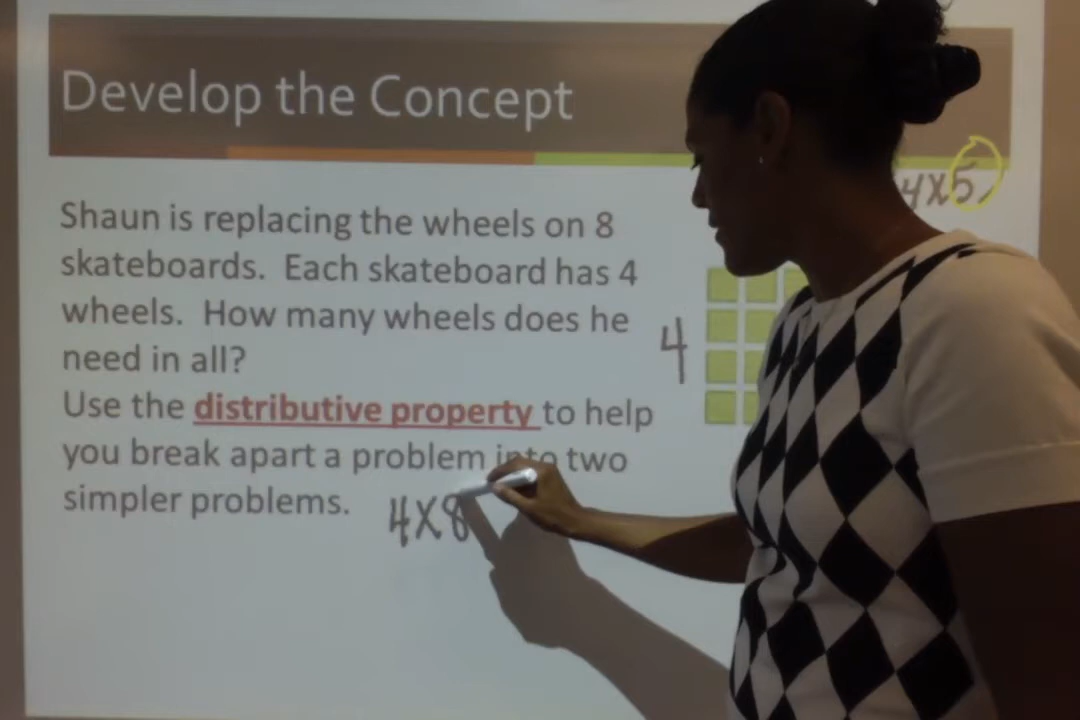 Develop the Concept
4X5
Shaun is replacing the wheels on 8
skateboards. Each skateboard has 4
wheels. How many wheels does he
need in all?
4
Use the distributive property to help
you break apart a problem into two
simpler problems.
4X8